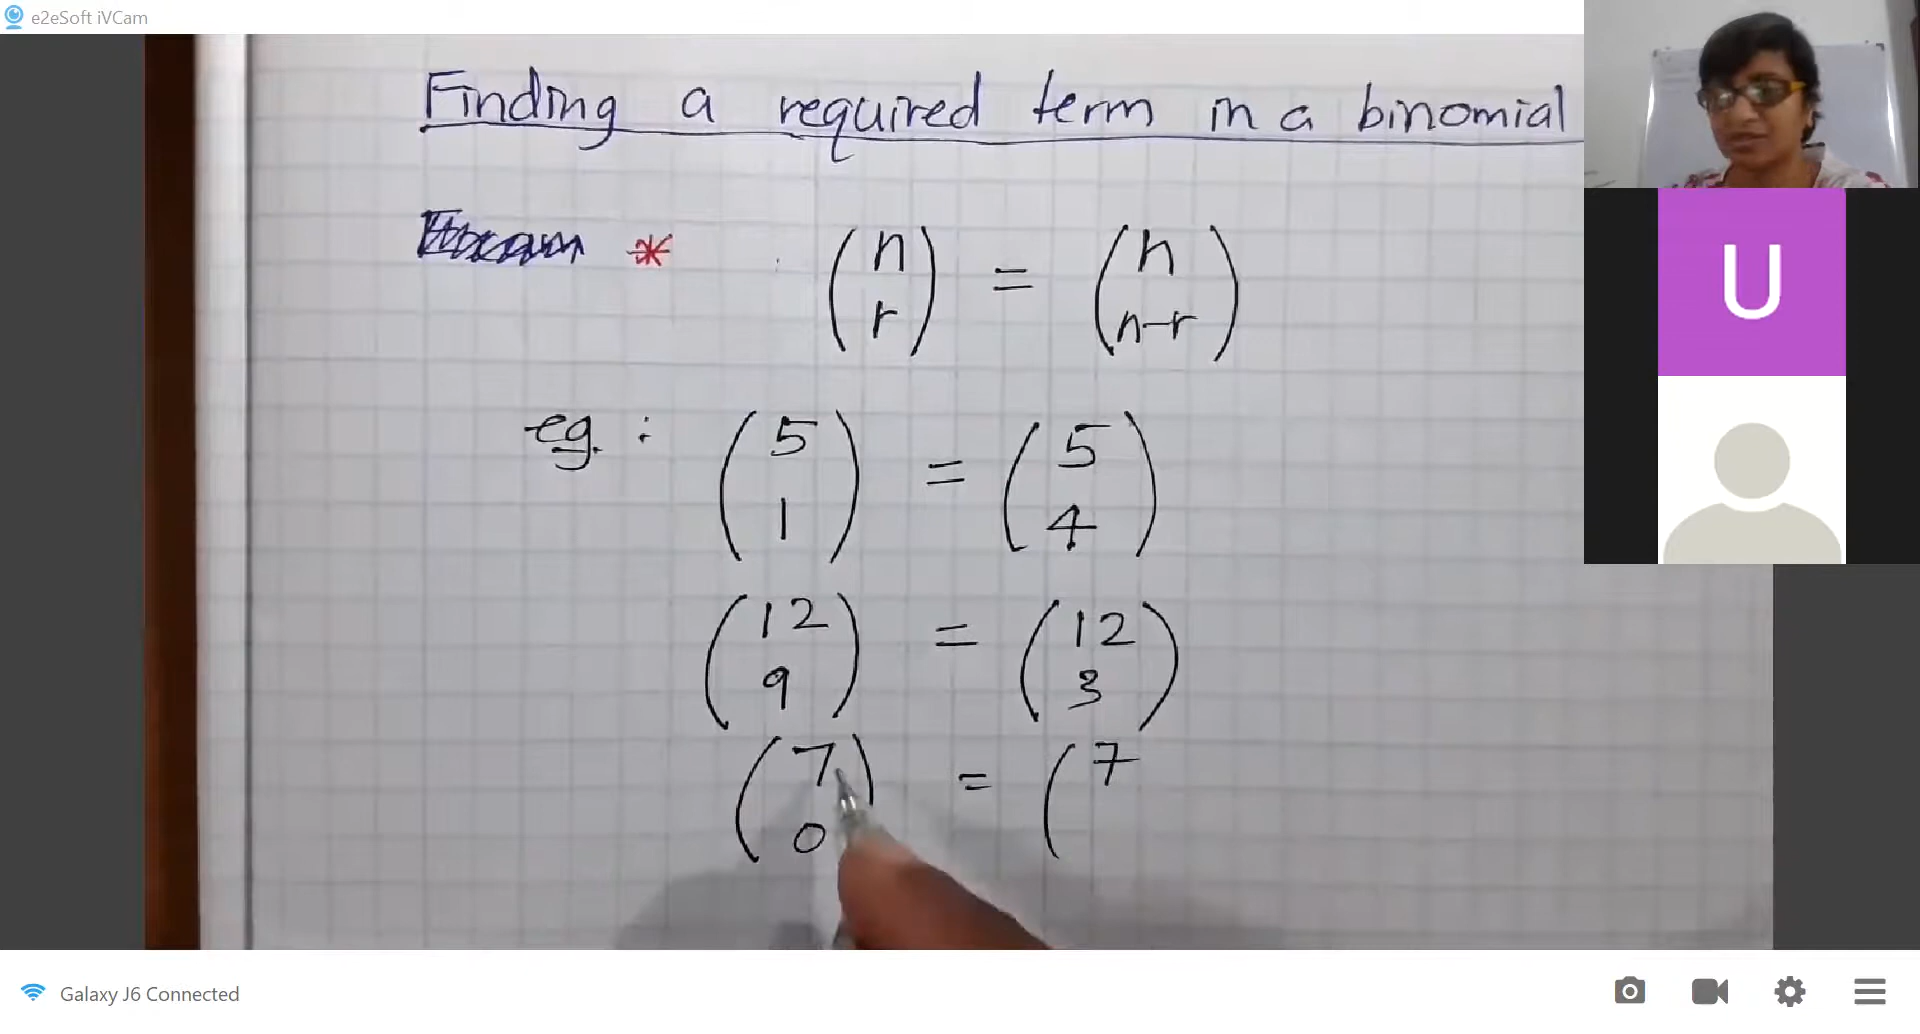 e2eSoft iVCam
Finding a required term in a binomial
* (n r) = (n n-r)
eg. : (5 1) = (5 4)
(12 9) = (12 3)
(7 0) = (7
U
Galaxy J6 Connected